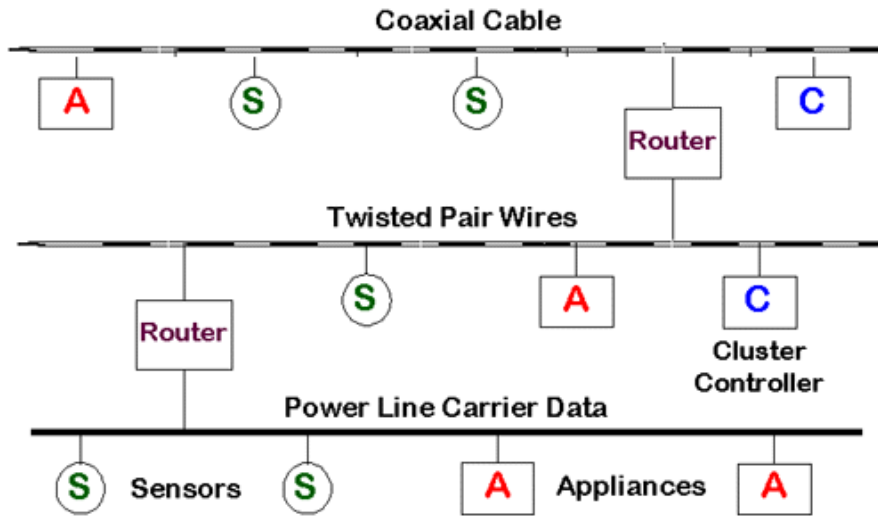 Coaxial Cable
A S S Router C
Twisted Pair Wires
Router S A C
Cluster
Controller
Power Line Carrier Data
S Sensors S A Appliances A